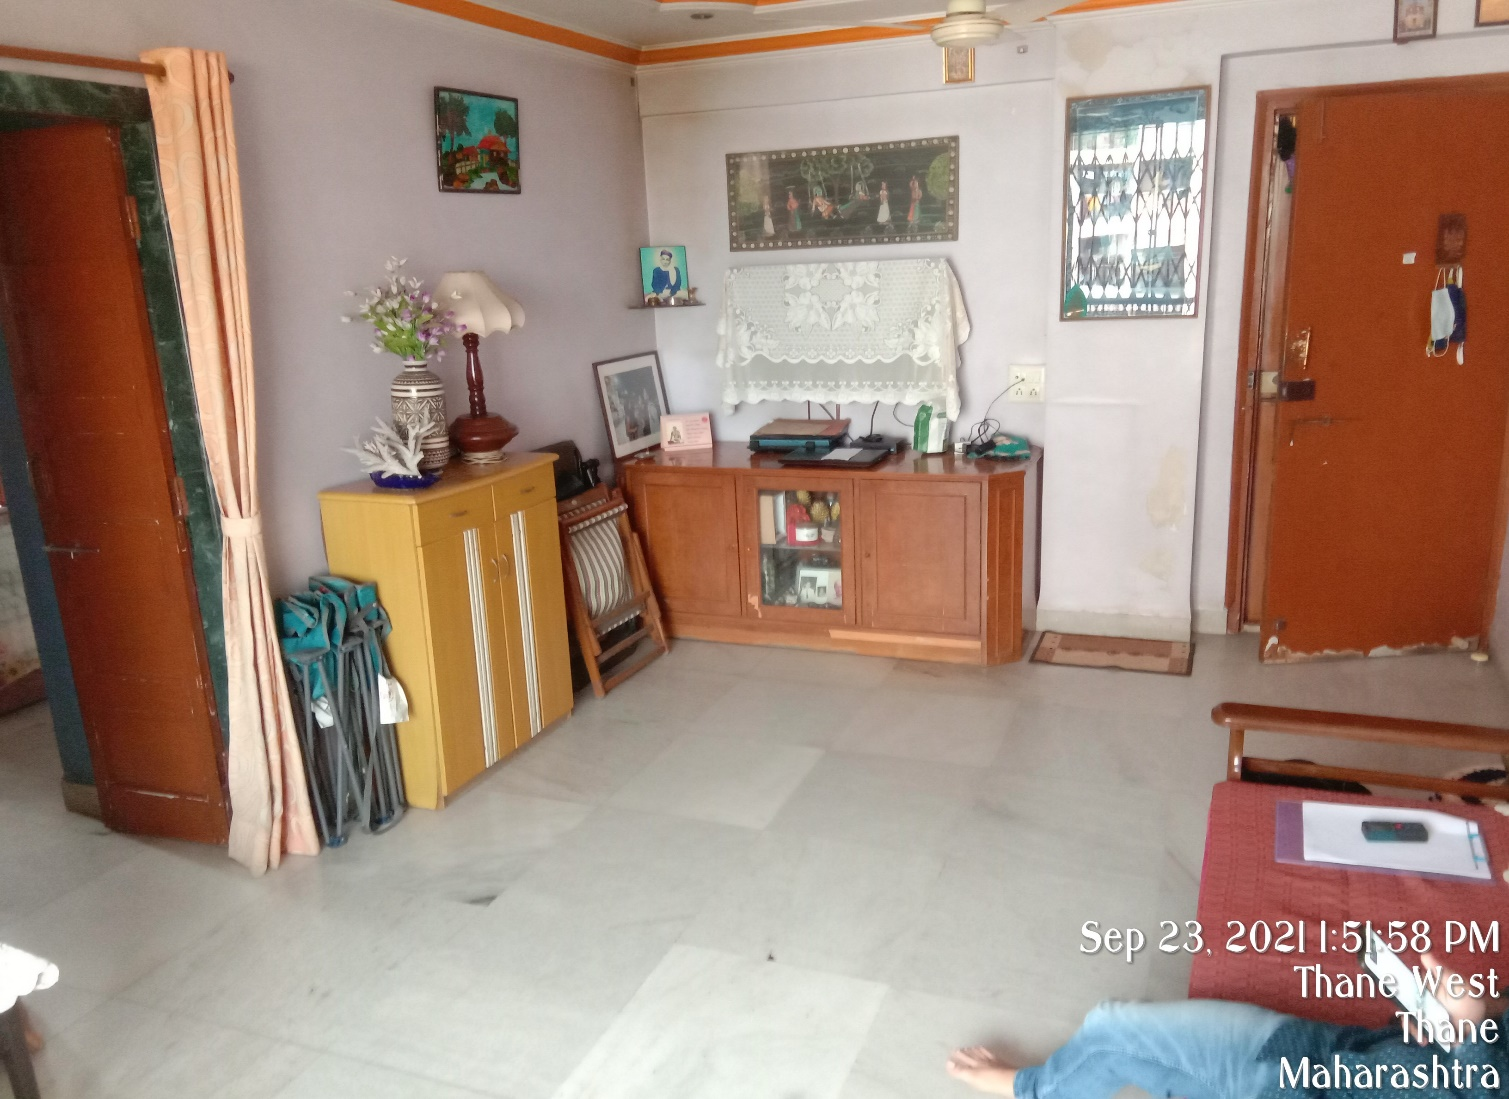 Sep 23, 2021 1:51:58 PM
Thane West
Thane
Maharashtra